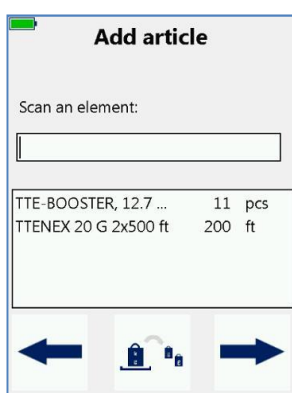 Add article
Scan an element:
TTE-BOOSTER, 12.7 ... 11 pcs
TTENEX 20 G 2x500 ft 200 ft